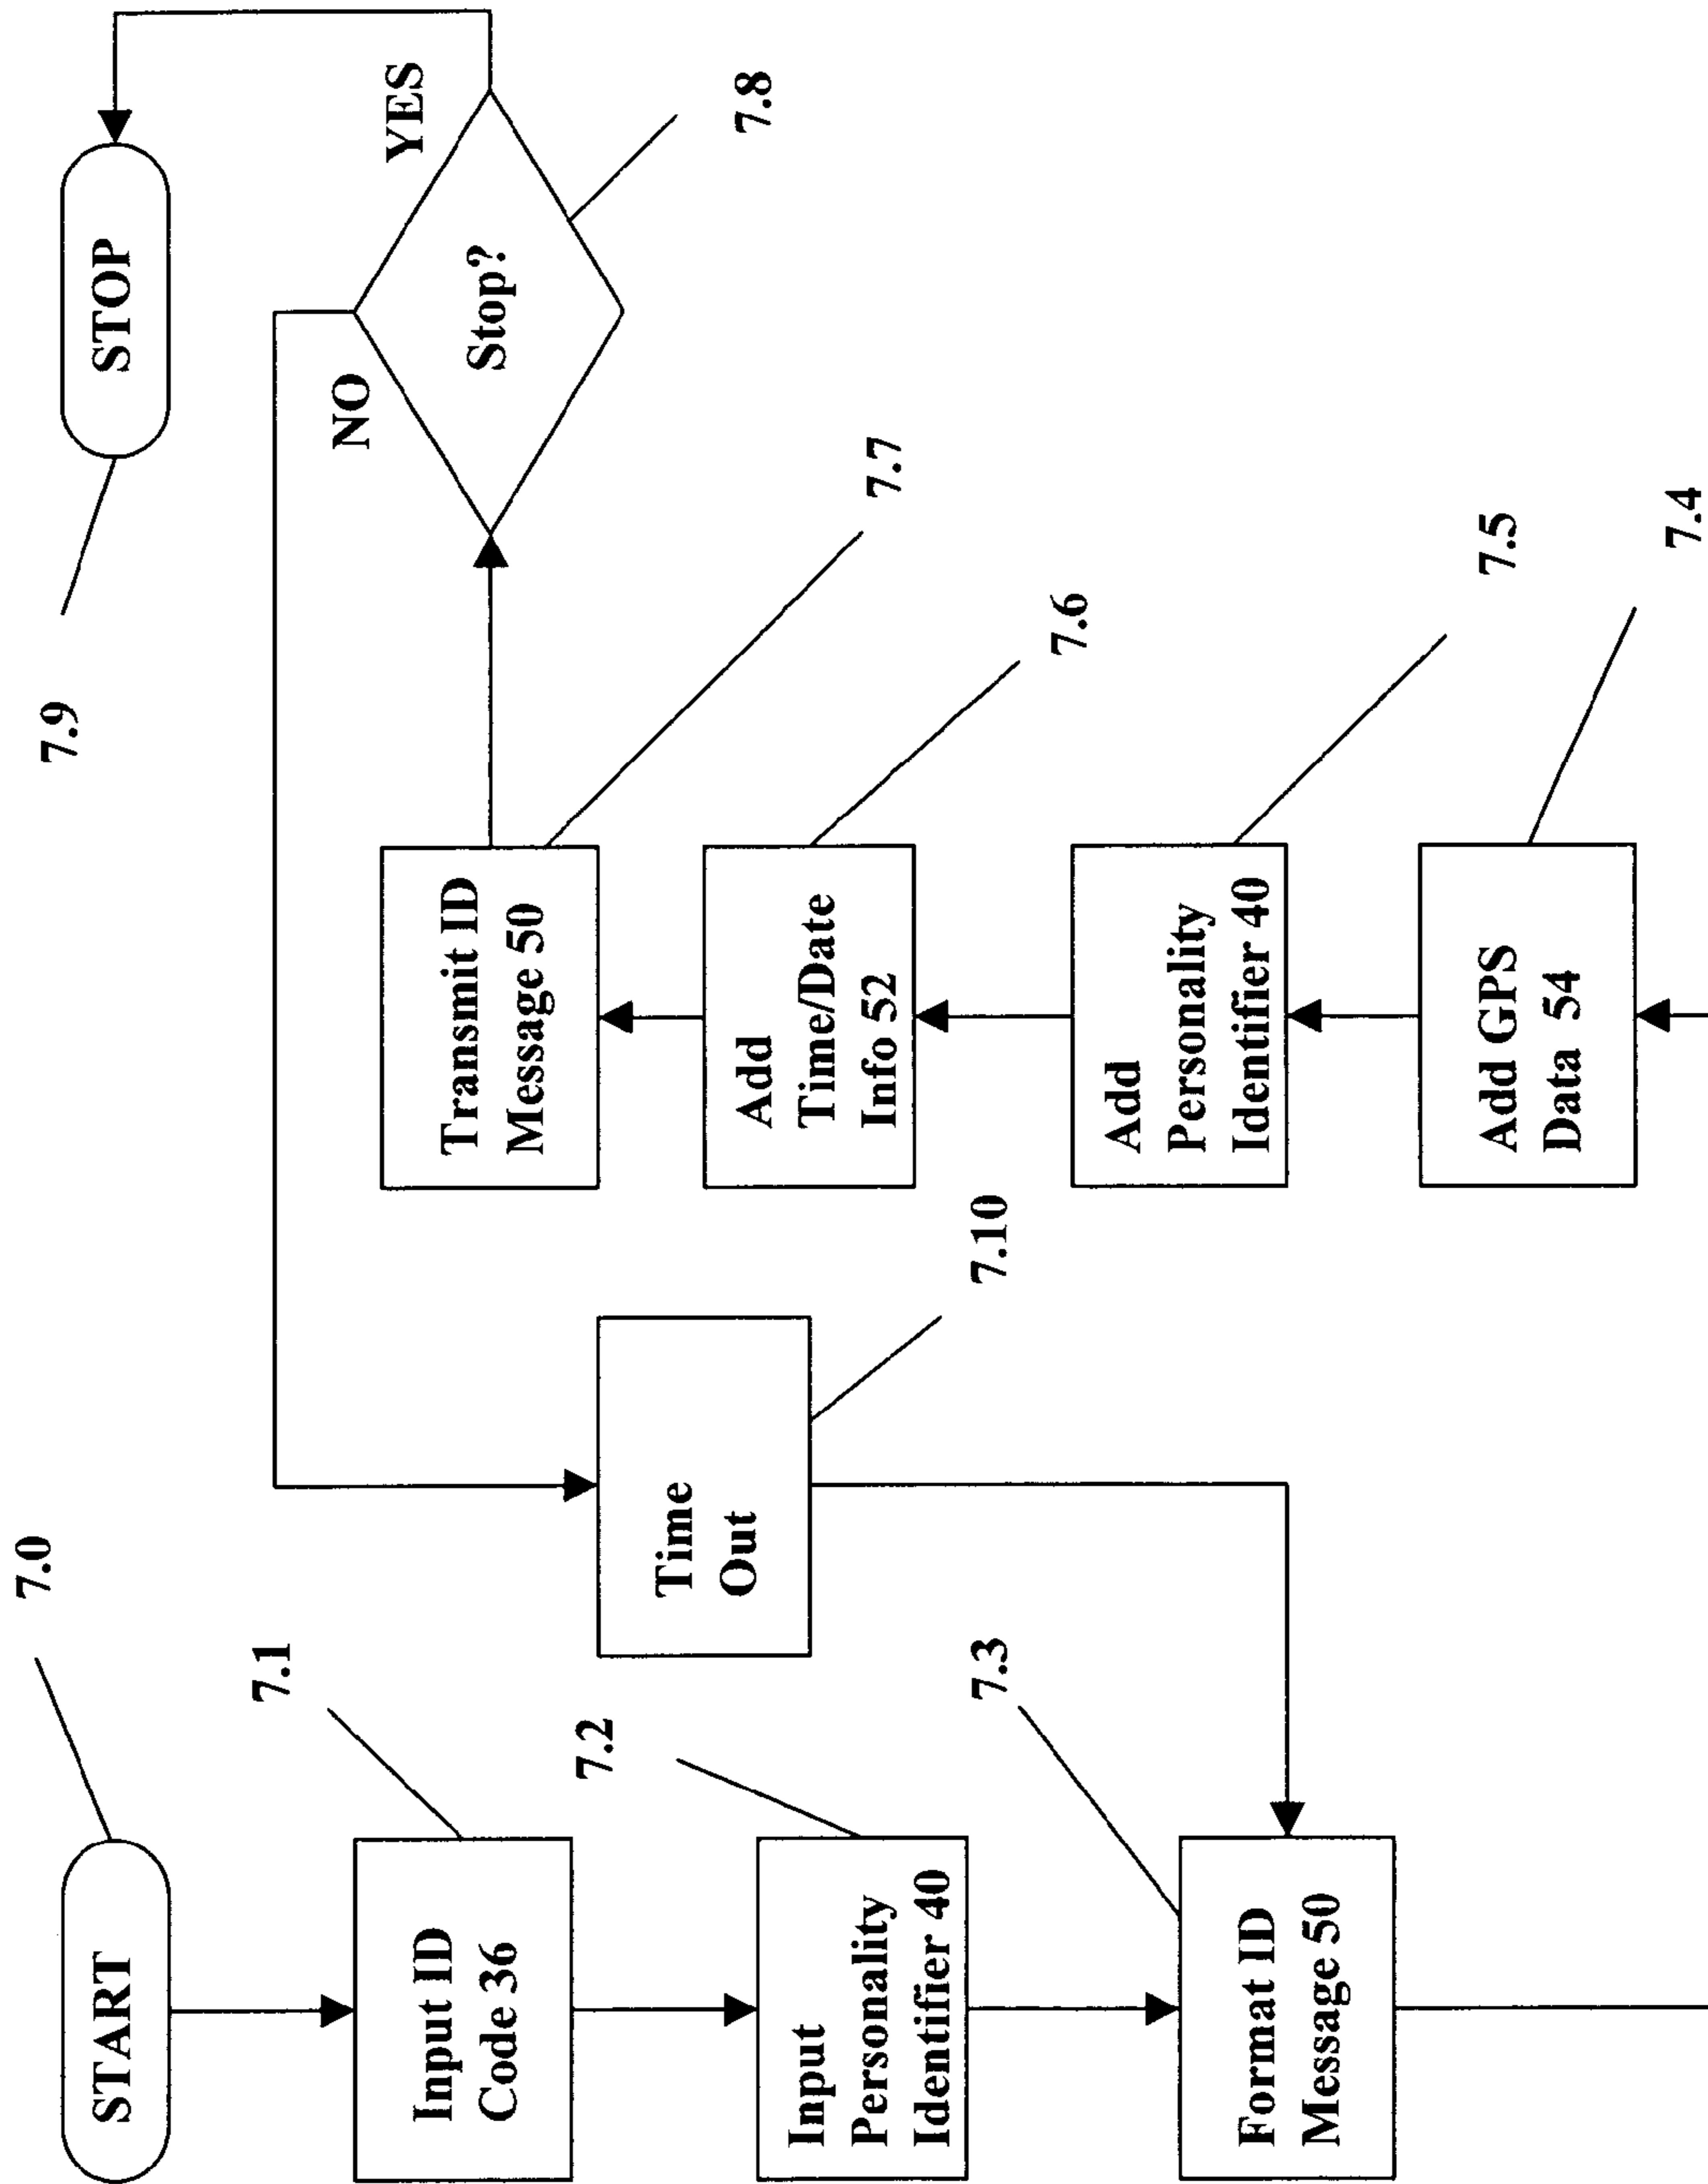 START
7.0
Input ID
Code 36
7.1
Input
Personality
Identifier 40
7.2
Format ID
Message 50
7.3
Add GPS
Data 54
7.4
Add
Personality
Identifier 40
7.5
Add
Time/Date
Info 52
7.6
Transmit ID
Message 50
7.7
Stop?
7.8
YES
NO
STOP
7.9
Time
Out
7.10